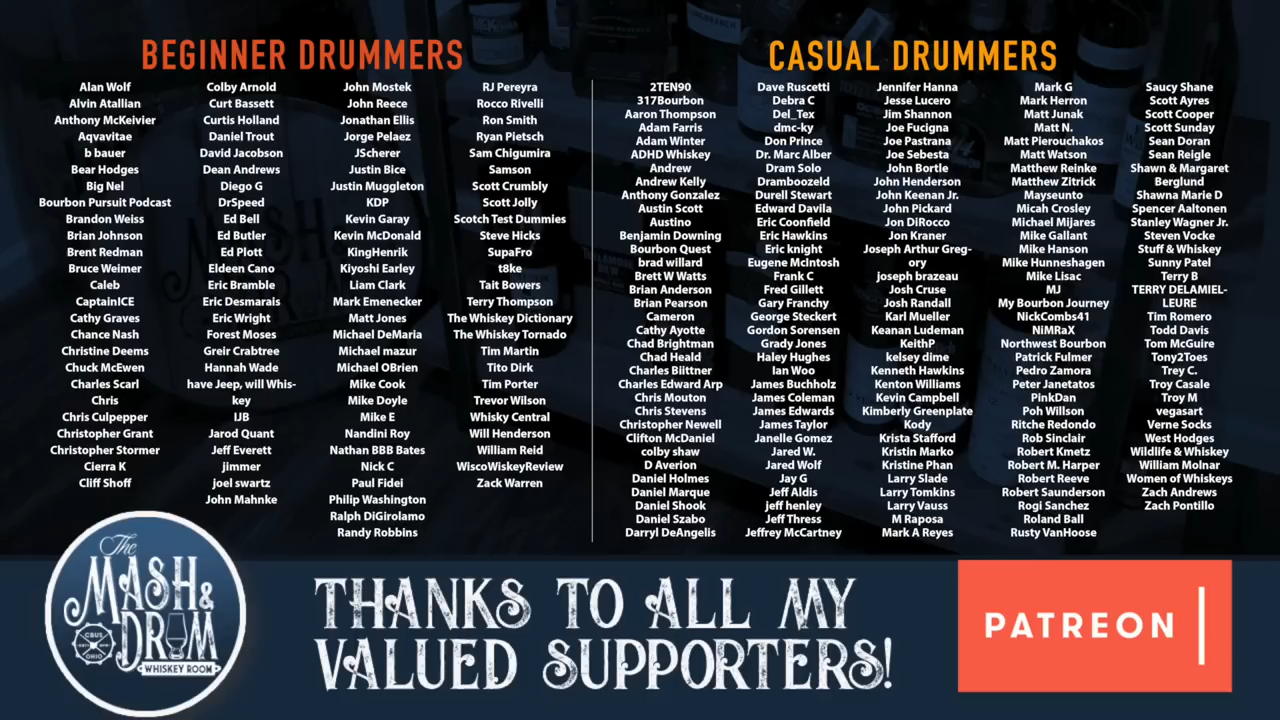 BEGINNER DRUMMERS
Alan Wolf
Alvin Atallian
Anthony McKeivier
Aqvavitae
b bauer
Bear Hodges
Big Nel
Bourbon Pursuit Podcast
Brandon Weiss
Brian Johnson
Brent Redman
Bruce Weimer
Caleb
CaptainICE
Cathy Graves
Chance Nash
Christine Deems
Chuck McEwen
Charles Scarl
Chris
Chris Culpepper
Christopher Grant
Christopher Stormer
Cierra K
Cliff Shoff
Colby Arnold
Curt Bassett
Curtis Holland
Daniel Trout
David Jacobson
Dean Andrews
Diego G
DrSpeed
Ed Bell
Ed Butler
Ed Plott
Eldeen Cano
Eric Bramble
Eric Desmarais
Eric Wright
Forest Moses
Greir Crabtree
Hannah Wade
have Jeep, will Whis-
key
IJB
Jarod Quant
Jeff Everett
jimmer
joel swartz
John Mahnke
John Mostek
John Reece
Jonathan Ellis
Jorge Pelaez
JScherer
Justin Bice
Justin Muggleton
KDP
Kevin Garay
Kevin McDonald
KingHenrik
Kiyoshi Earley
Liam Clark
Mark Emenecker
Matt Jones
Michael DeMaria
Michael mazur
Michael OBrien
Mike Cook
Mike Doyle
Mike E
Nandini Roy
Nathan BBB Bates
Nick C
Paul Fidei
Philip Washington
Ralph DiGirolamo
Randy Robbins
RJ Pereyra
Rocco Rivelli
Ron Smith
Ryan Pietsch
Sam Chigumira
Samson
Scott Crumbly
Scott Jolly
Scotch Test Dummies
Steve Hicks
SupaFro
t8ke
Tait Bowers
Terry Thompson
The Whiskey Dictionary
The Whiskey Tornado
Tim Martin
Tito Dirk
Tim Porter
Trevor Wilson
Whisky Central
Will Henderson
William Reid
WiscoWiskeyReview
Zack Warren
CASUAL DRUMMERS
2TEN90
317Bourbon
Aaron Thompson
Adam Farris
Adam Winter
ADHD Whiskey
Andrew
Andrew Kelly
Anthony Gonzalez
Austin Scott
Austino
Benjamin Downing
Bourbon Quest
brad willard
Brett W Watts
Brian Anderson
Brian Pearson
Cameron
Cathy Ayotte
Chad Brightman
Chad Heald
Charles Biittner
Charles Edward Arp
Chris Mouton
Chris Stevens
Christopher Newell
Clifton McDaniel
colby shaw
D Averion
Daniel Holmes
Daniel Marque
Daniel Shook
Daniel Szabo
Darryl DeAngelis
Dave Ruscetti
Debra C
Del_Tex
dmc-ky
Don Prince
Dr. Marc Alber
Dram Solo
Dramboozeld
Durell Stewart
Edward Davila
Eric Coonfield
Eric Hawkins
Eric knight
Eugene McIntosh
Frank C
Fred Gillett
Gary Franchy
George Steckert
Gordon Sorensen
Grady Jones
Haley Hughes
Ian Woo
James Buchholz
James Coleman
James Edwards
James Taylor
Janelle Gomez
Jared W.
Jared Wolf
Jay G
Jeff Aldis
jeff henley
Jeff Thress
Jeffrey McCartney
Jennifer Hanna
Jesse Lucero
Jim Shannon
Joe Fucigna
Joe Pastrana
Joe Sebesta
John Bortle
John Henderson
John Keenan Jr.
John Pickard
Jon DiRocco
Jon Kraner
Joseph Arthur Greg-
ory
joseph brazeau
Josh Cruse
Josh Randall
Karl Mueller
Keanan Ludeman
KeithP
kelsey dime
Kenneth Hawkins
Kenton Williams
Kevin Campbell
Kimberly Greenplate
Kody
Krista Stafford
Kristin Marko
Kristine Phan
Larry Slade
Larry Tomkins
Larry Vauss
M Raposa
Mark A Reyes
Mark G
Mark Herron
Matt Junak
Matt N.
Matt Pierouchakos
Matt Watson
Matthew Reinke
Matthew Zitrick
Mayseunto
Micah Crosley
Michael Mijares
Mike Gallant
Mike Hanson
Mike Hunneshagen
Mike Lisac
MJ
My Bourbon Journey
NickCombs41
NiMRaX
Northwest Bourbon
Patrick Fulmer
Pedro Zamora
Peter Janetatos
PinkDan
Poh Willson
Ritche Redondo
Rob Sinclair
Robert Kmetz
Robert M. Harper
Robert Reeve
Robert Saunderson
Rogi Sanchez
Roland Ball
Rusty VanHoose
Saucy Shane
Scott Ayres
Scott Cooper
Scott Sunday
Sean Doran
Sean Reigle
Shawn & Margaret
Berglund
Shawna Marie D
Spencer Aaltonen
Stanley Wagner Jr.
Steven Vocke
Stuff & Whiskey
Sunny Patel
Terry B
TERRY DELAMIEL-
LEURE
Tim Romero
Todd Davis
Tom McGuire
Tony2Toes
Trey C.
Troy Casale
Troy M
vegasart
Verne Socks
West Hodges
Wildlife & Whiskey
William Molnar
Women of Whiskeys
Zach Andrews
Zach Pontillo
The
MASH &
DRUM
CBUS
OHIO
WHISKEY ROOM
THANKS TO ALL MY
VALUED SUPPORTERS!
PATREON